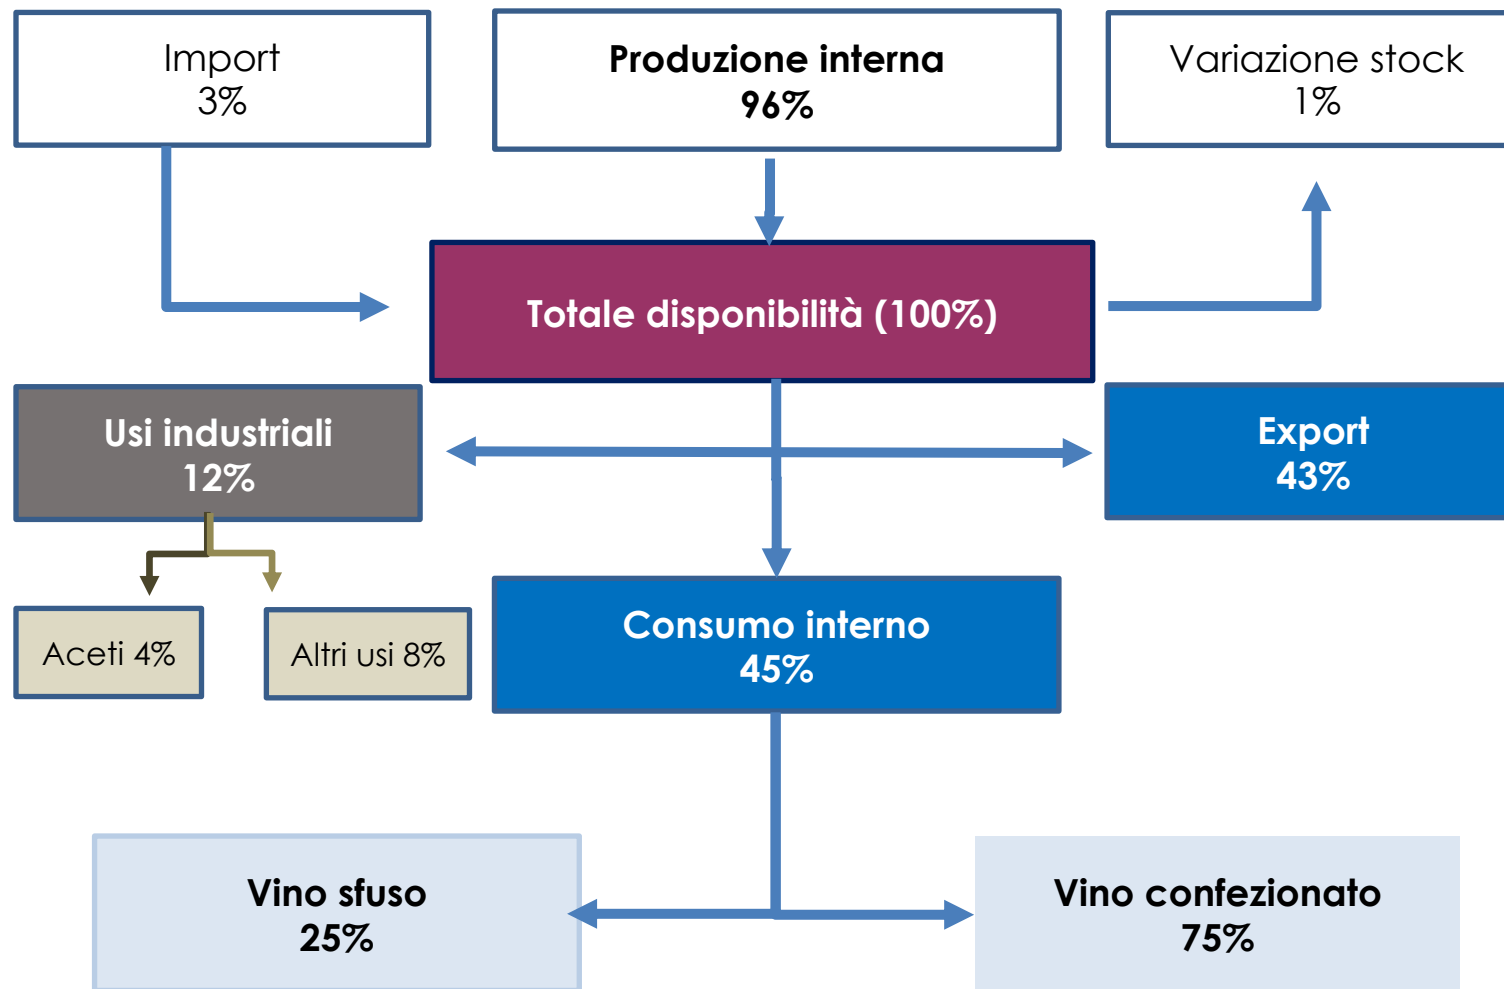 Import
3%
Produzione interna
96%
Variazione stock
1%
Totale disponibilità (100%)
Usi industriali
12%
Export
43%
Aceti 4%
Altri usi 8%
Consumo interno
45%
Vino sfuso
25%
Vino confezionato
75%